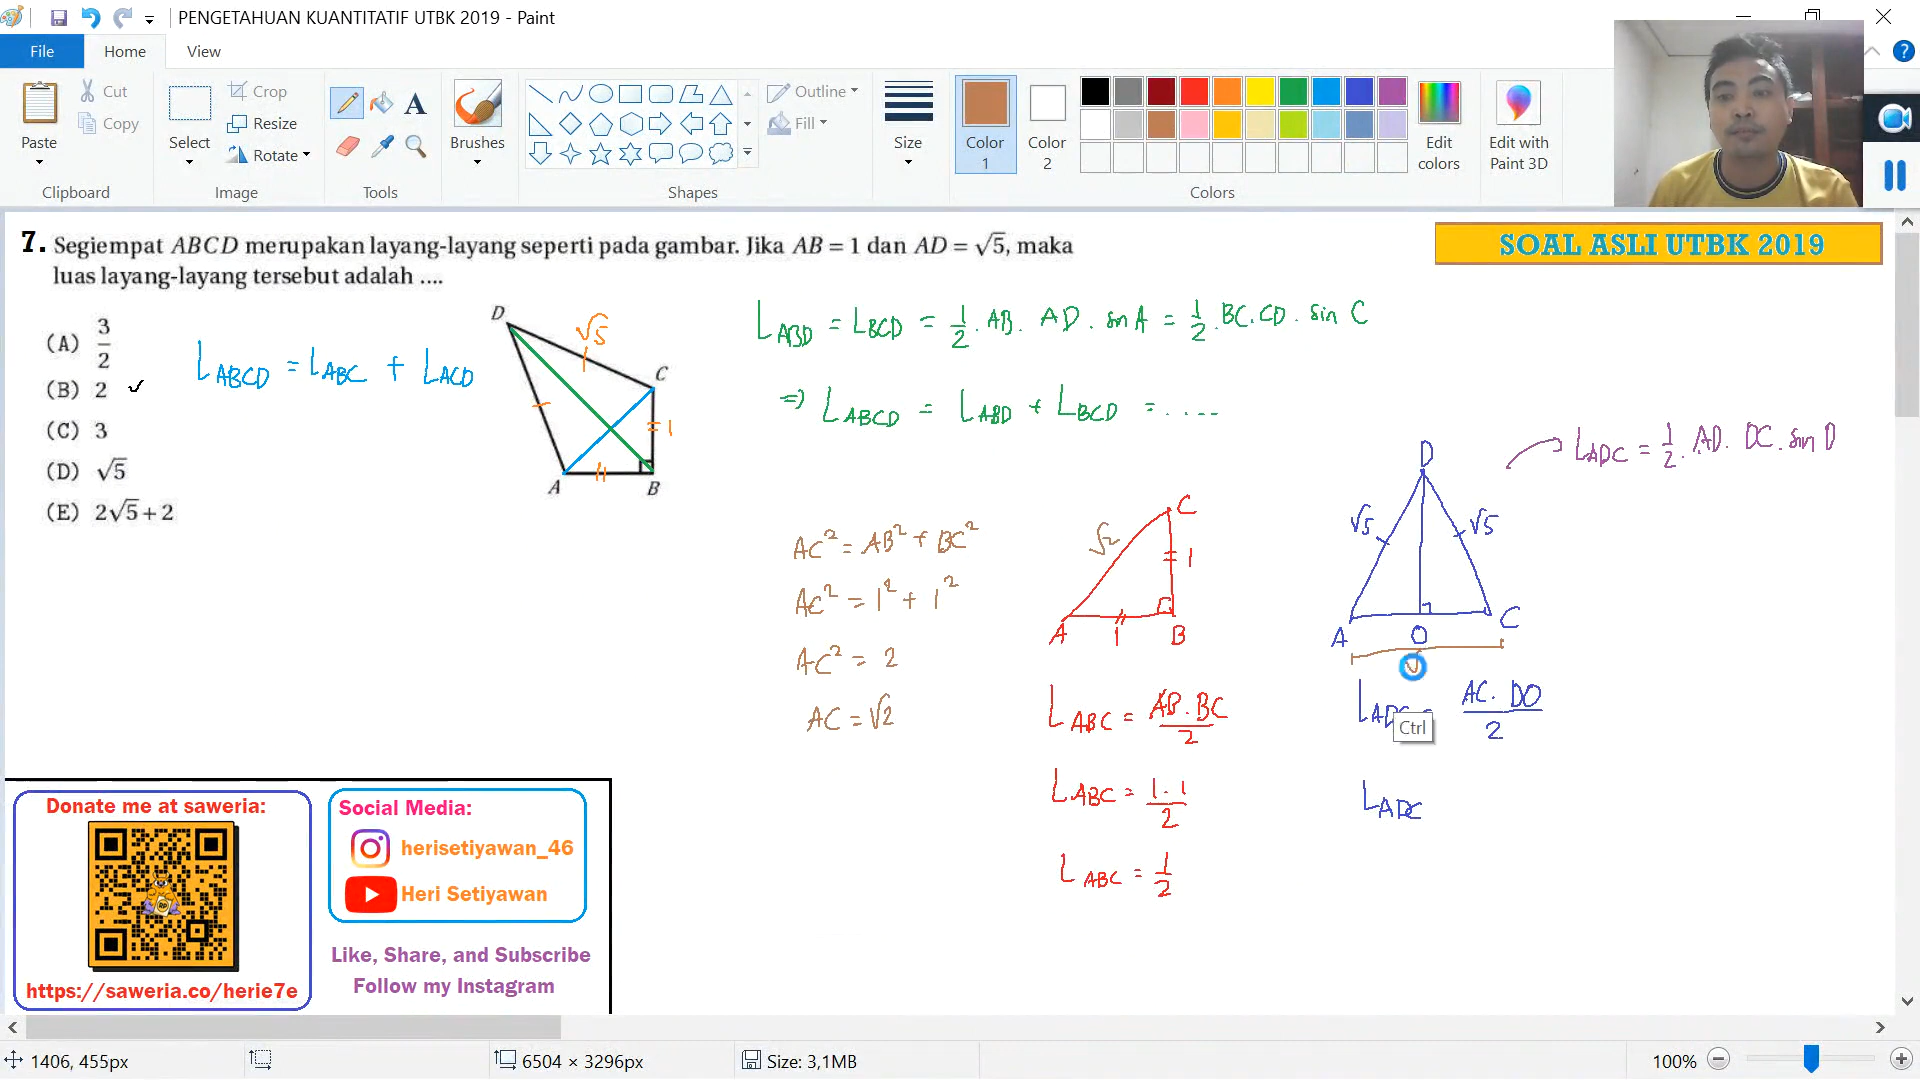 PENGETAHUAN KUANTITATIF UTBK 2019 - Paint
File Home View
Paste
Cut
Copy
Clipboard
Select
Crop
Resize
Rotate
Image
Tools
Brushes
Shapes
Outline
Fill
Size
Color 1
Color 2
Colors
Edit colors
Edit with Paint 3D
SOAL ASLI UTBK 2019
7. Segiempat ABCD merupakan layang-layang seperti pada gambar. Jika AB = 1 dan AD = √5, maka
luas layang-layang tersebut adalah ....
(A) 3/2
(B) 2 ✓
(C) 3
(D) √5
(E) 2√5 + 2
L ABCD = L ABC + L ACD
D
√5
C
1
A
B
L ABD = L BCD = 1/2 . AB . AD . sin A = 1/2 . BC . CD . sin C
⇒ L ABCD = L ABD + L BCD = ....
AC² = AB² + BC²
AC² = 1² + 1²
AC² = 2
AC = √2
C
√2
1
A
1
B
L ABC = AB . BC / 2
L ABC = 1 . 1 / 2
L ABC = 1/2
L ADC = 1/2 . AD . DC . sin D
D
√5
√5
A
O
C
√
L ADC = AC . DO / 2
Ctrl
L ADC
Donate me at saweria:
https://saweria.co/herie7e
Social Media:
herisetiyawan_46
Heri Setiyawan
Like, Share, and Subscribe
Follow my Instagram
1406, 455px
6504 × 3296px
Size: 3,1MB
100%